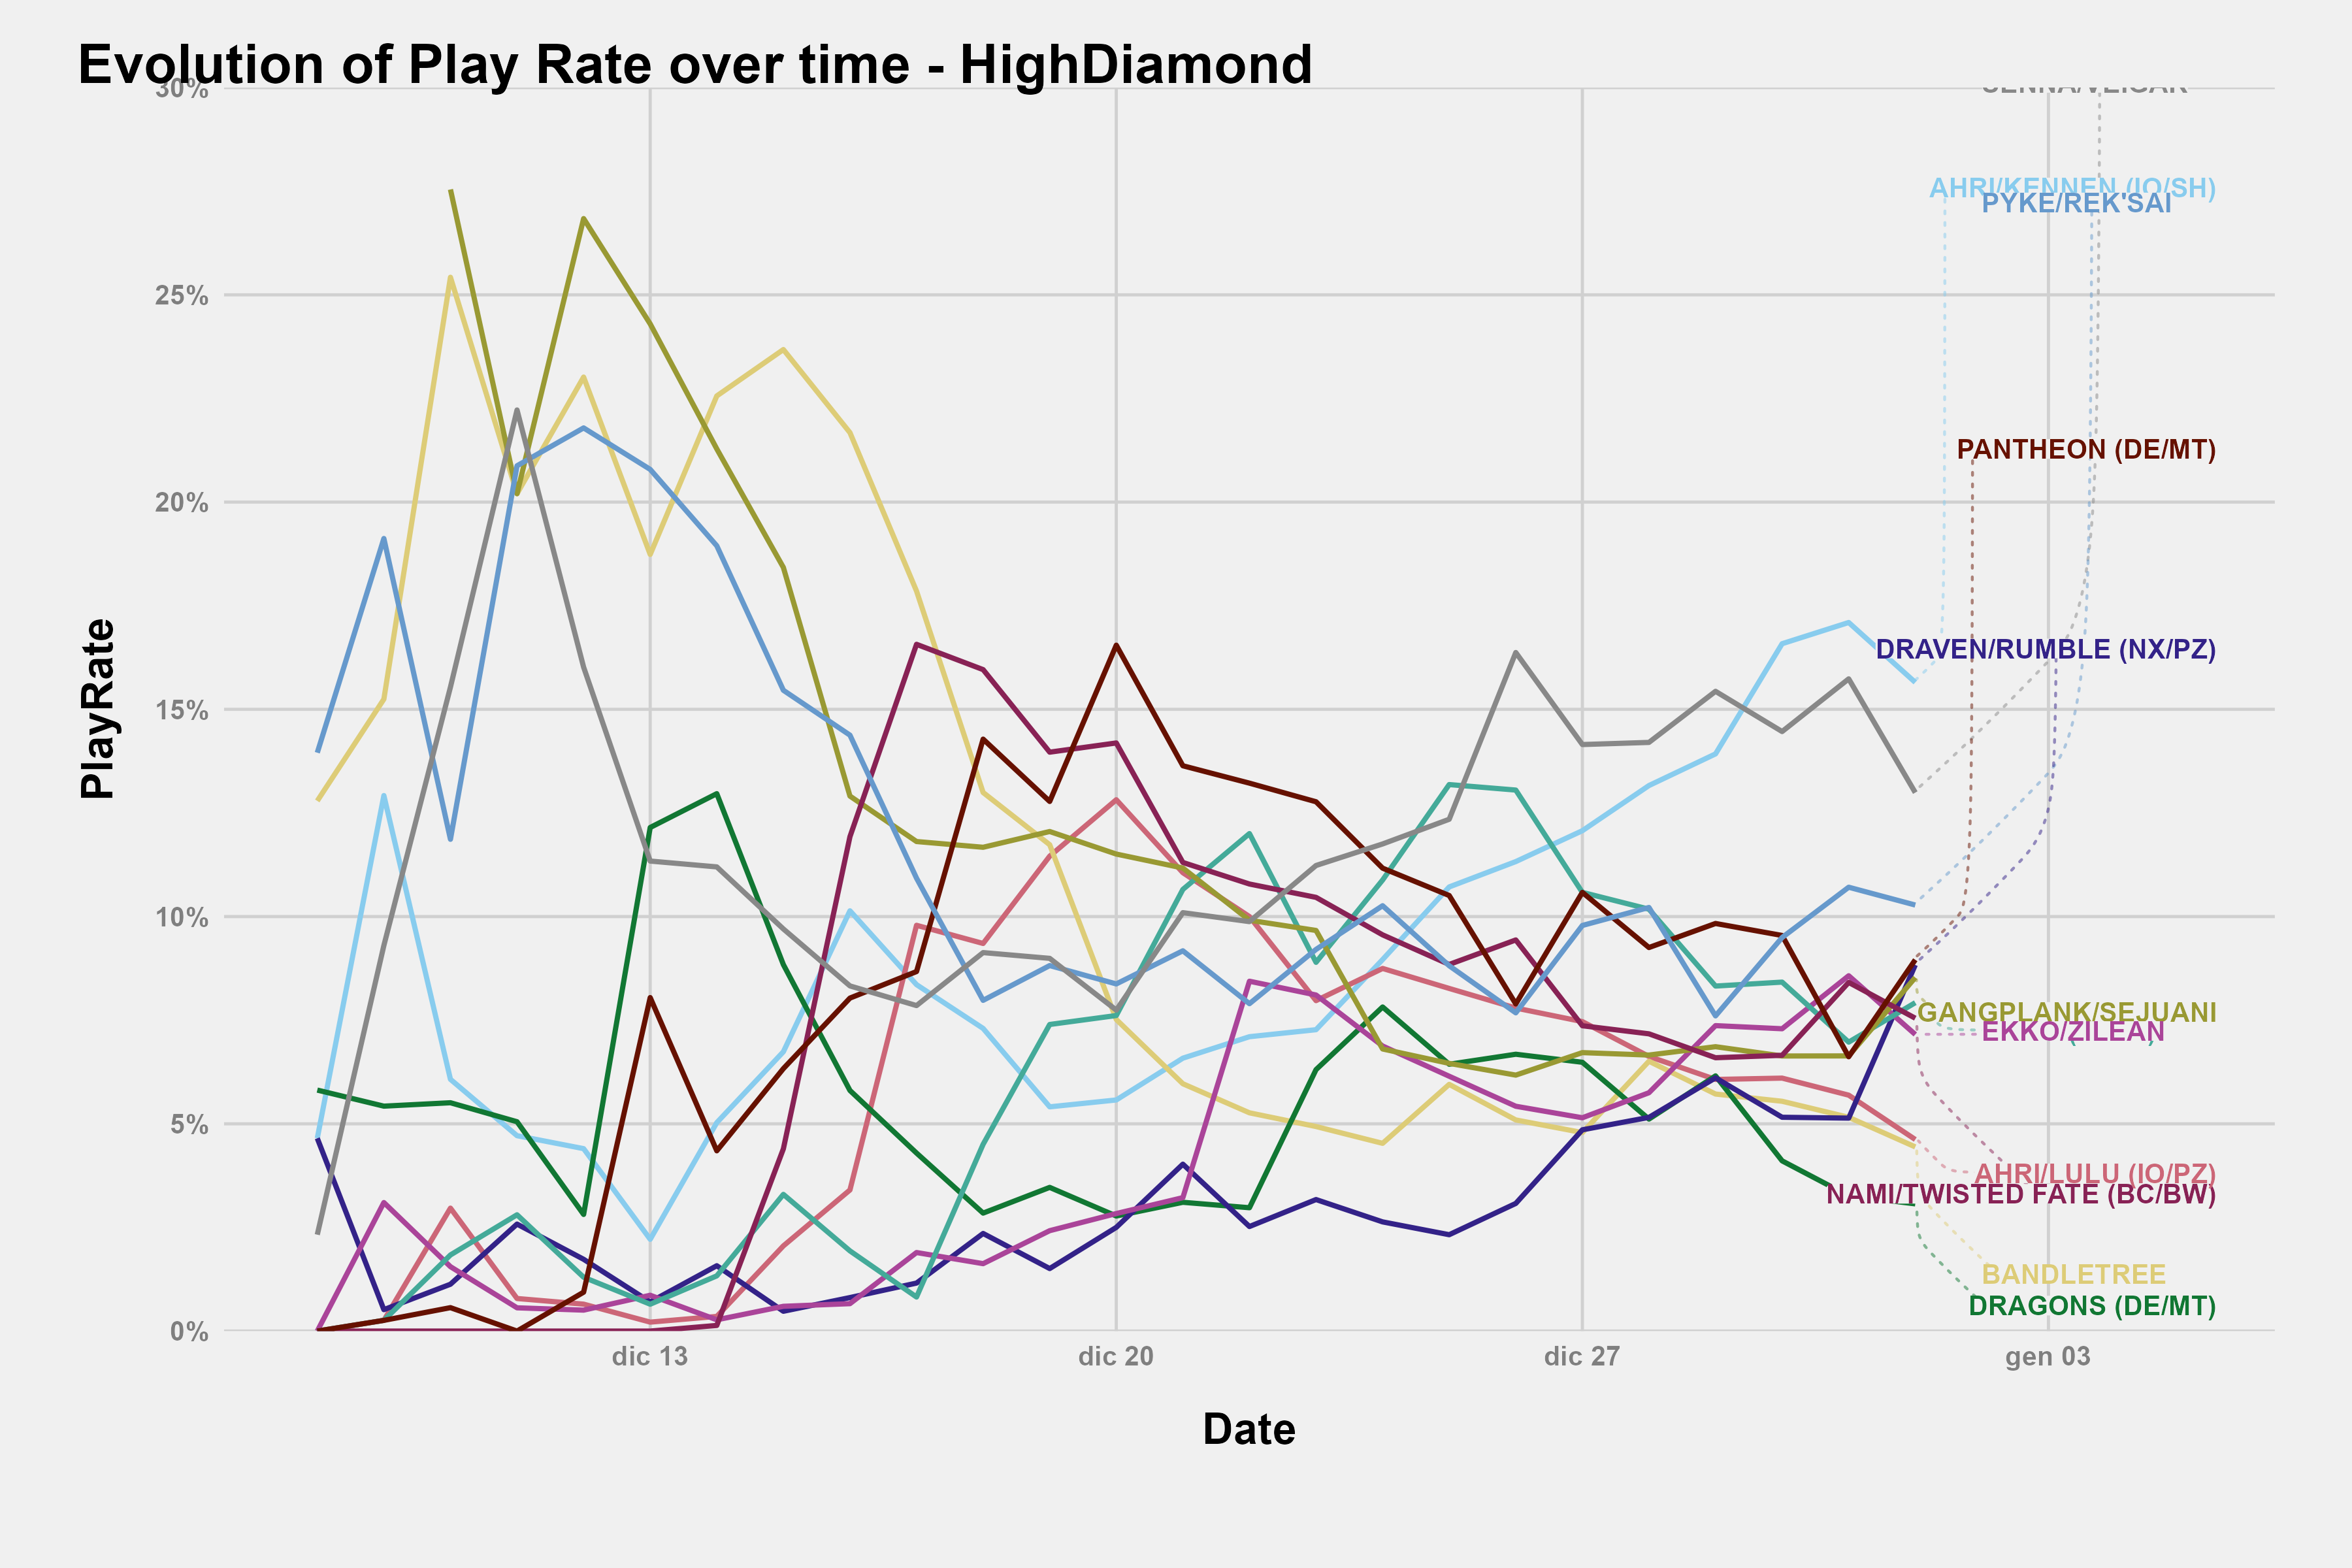 Evolution of Play Rate over time - HighDiamond
30%
25%
20%
15%
10%
5%
0%
PlayRate
SENNA/VEIGAR
AHRI/KENNEN (IO/SH)
PYKE/REK'SAI
PANTHEON (DE/MT)
DRAVEN/RUMBLE (NX/PZ)
GANGPLANK/SEJUANI
EKKO/ZILEAN
AHRI/LULU (IO/PZ)
NAMI/TWISTED FATE (BC/BW)
BANDLETREE
DRAGONS (DE/MT)
dic 13
dic 20
dic 27
gen 03
Date